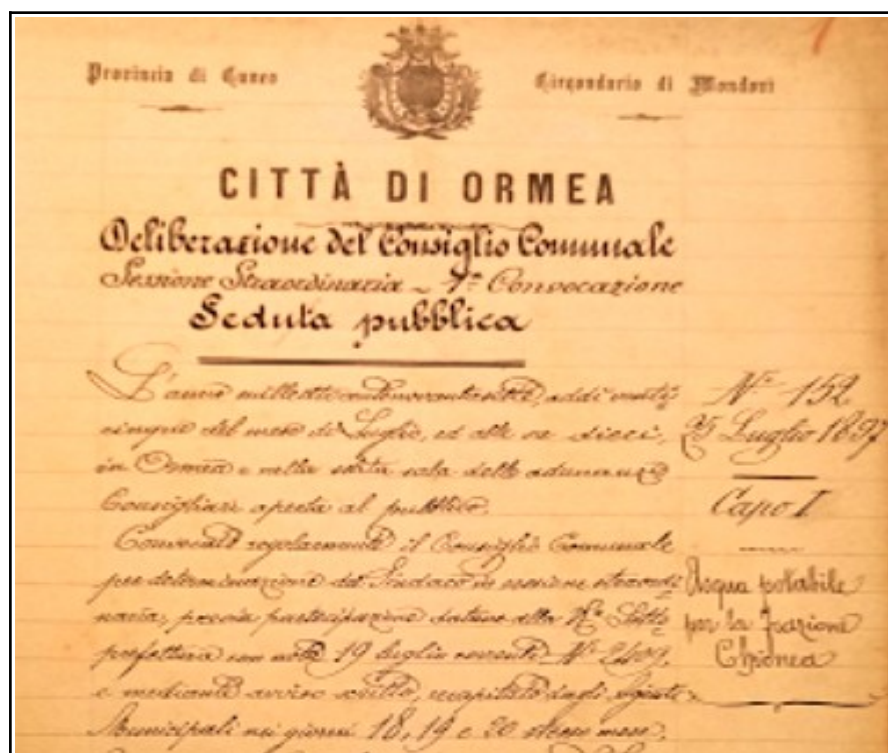 Provincia di Cuneo
Circondario di Mondovì
CITTÀ DI ORMEA
Deliberazione del Consiglio Comunale
Sessione Straordinaria - 1ª Convocazione
Seduta pubblica
L'anno milleottocentonovantasette, addì venti
cinque del mese di Luglio, ed alle ore dieci,
in Ormea e nella solita sala delle adunanze
Consigliari aperta al pubblico.
Convocato regolarmente il Consiglio Comunale
per determinazione del Sindaco in sessione straordi
naria, previa partecipazione datane alla Rª Sotto
prefettura con nota 19 luglio corrente Nº 2409,
e mediante avviso scritto, recapitato dagli Agenti
Municipali nei giorni 18, 19 e 20 stesso mese,
Nº 152
25 Luglio 1897
Capo I
Acqua potabile
per la frazione
Chionea